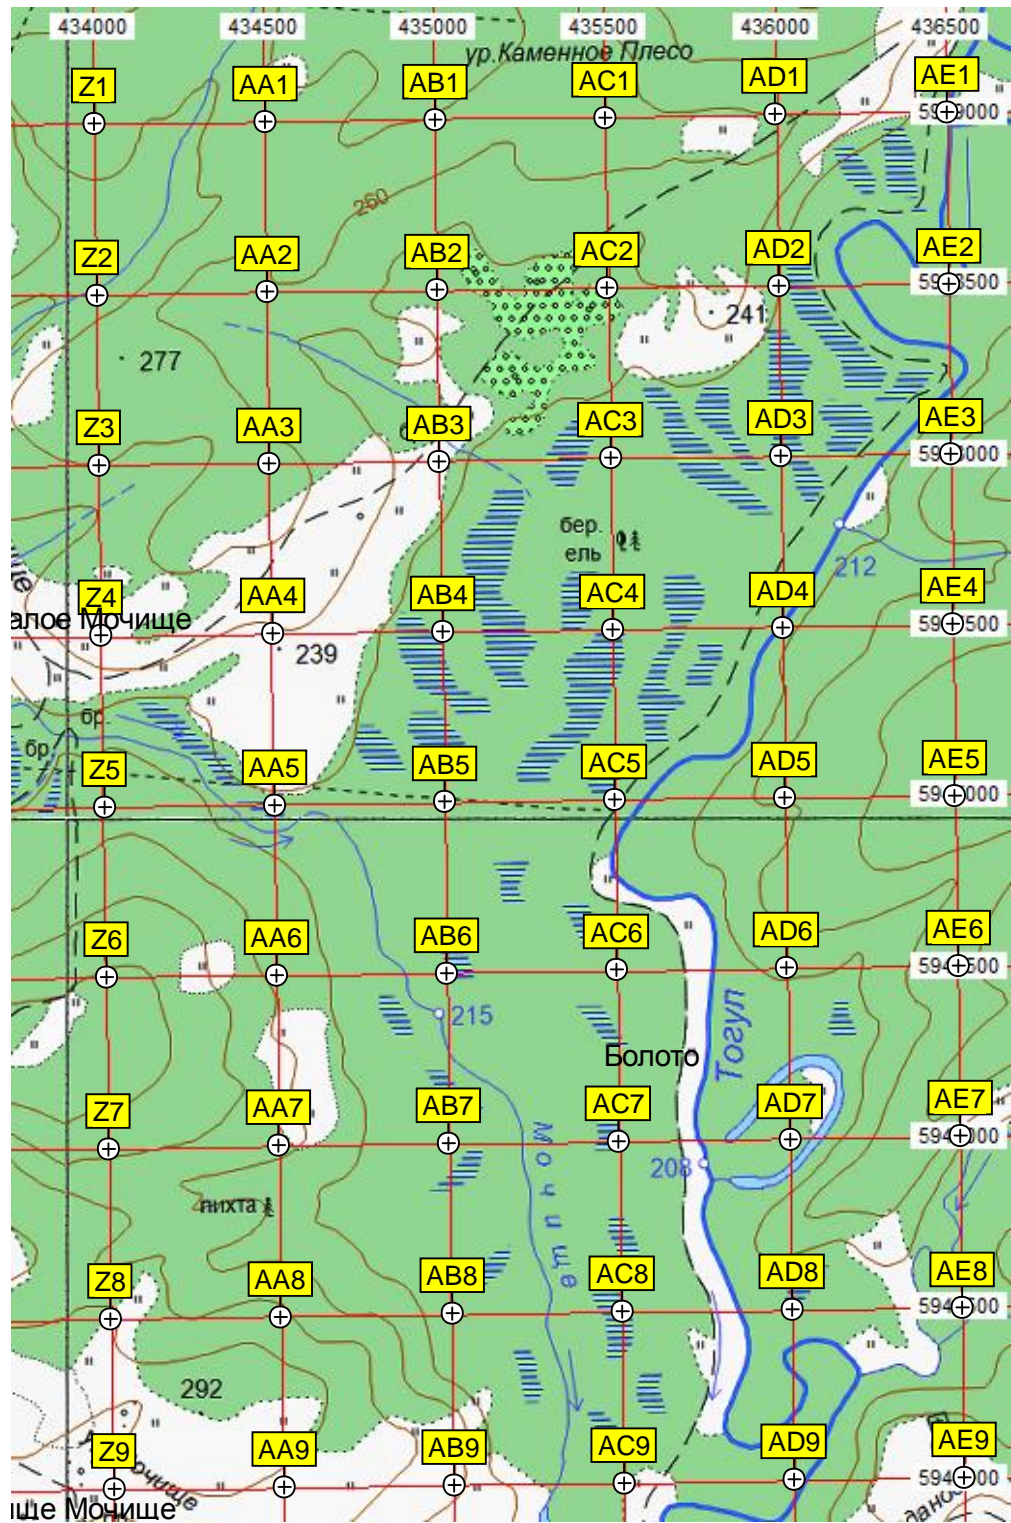 434000 434500 435000 435500 436000 436500
ур.Каменное Плесо
Z1 AA1 AB1 AC1 AD1 AE1
260
Z2 AA2 AB2 AC2 AD2 AE2
241
277
Z3 AA3 AB3 AC3 AD3 AE3
бер.
ель
212
Z4 AA4 AB4 AC4 AD4 AE4
алое Мочище
239
бр.
бр.
Z5 AA5 AB5 AC5 AD5 AE5
Z6 AA6 AB6 AC6 AD6 AE6
215
Тогул
Болото
Z7 AA7 AB7 AC7 AD7 AE7
Мочище
208
пихта
Z8 AA8 AB8 AC8 AD8 AE8
292
Z9 AA9 AB9 AC9 AD9 AE9
ище Мочище